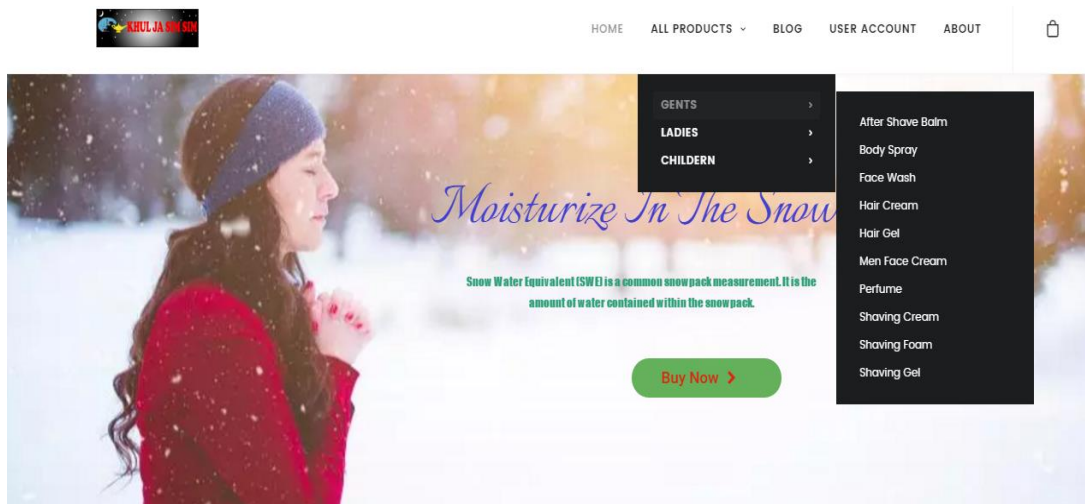 KHUL JA SIM SIM
HOME ALL PRODUCTS BLOG USER ACCOUNT ABOUT
GENTS
LADIES
CHILDERN
After Shave Balm
Body Spray
Face Wash
Hair Cream
Hair Gel
Men Face Cream
Perfume
Shaving Cream
Shaving Foam
Shaving Gel
Moisturize In The Snow
Snow Water Equivalent (SWE) is a common snowpack measurement. It is the
amount of water contained within the snowpack.
Buy Now